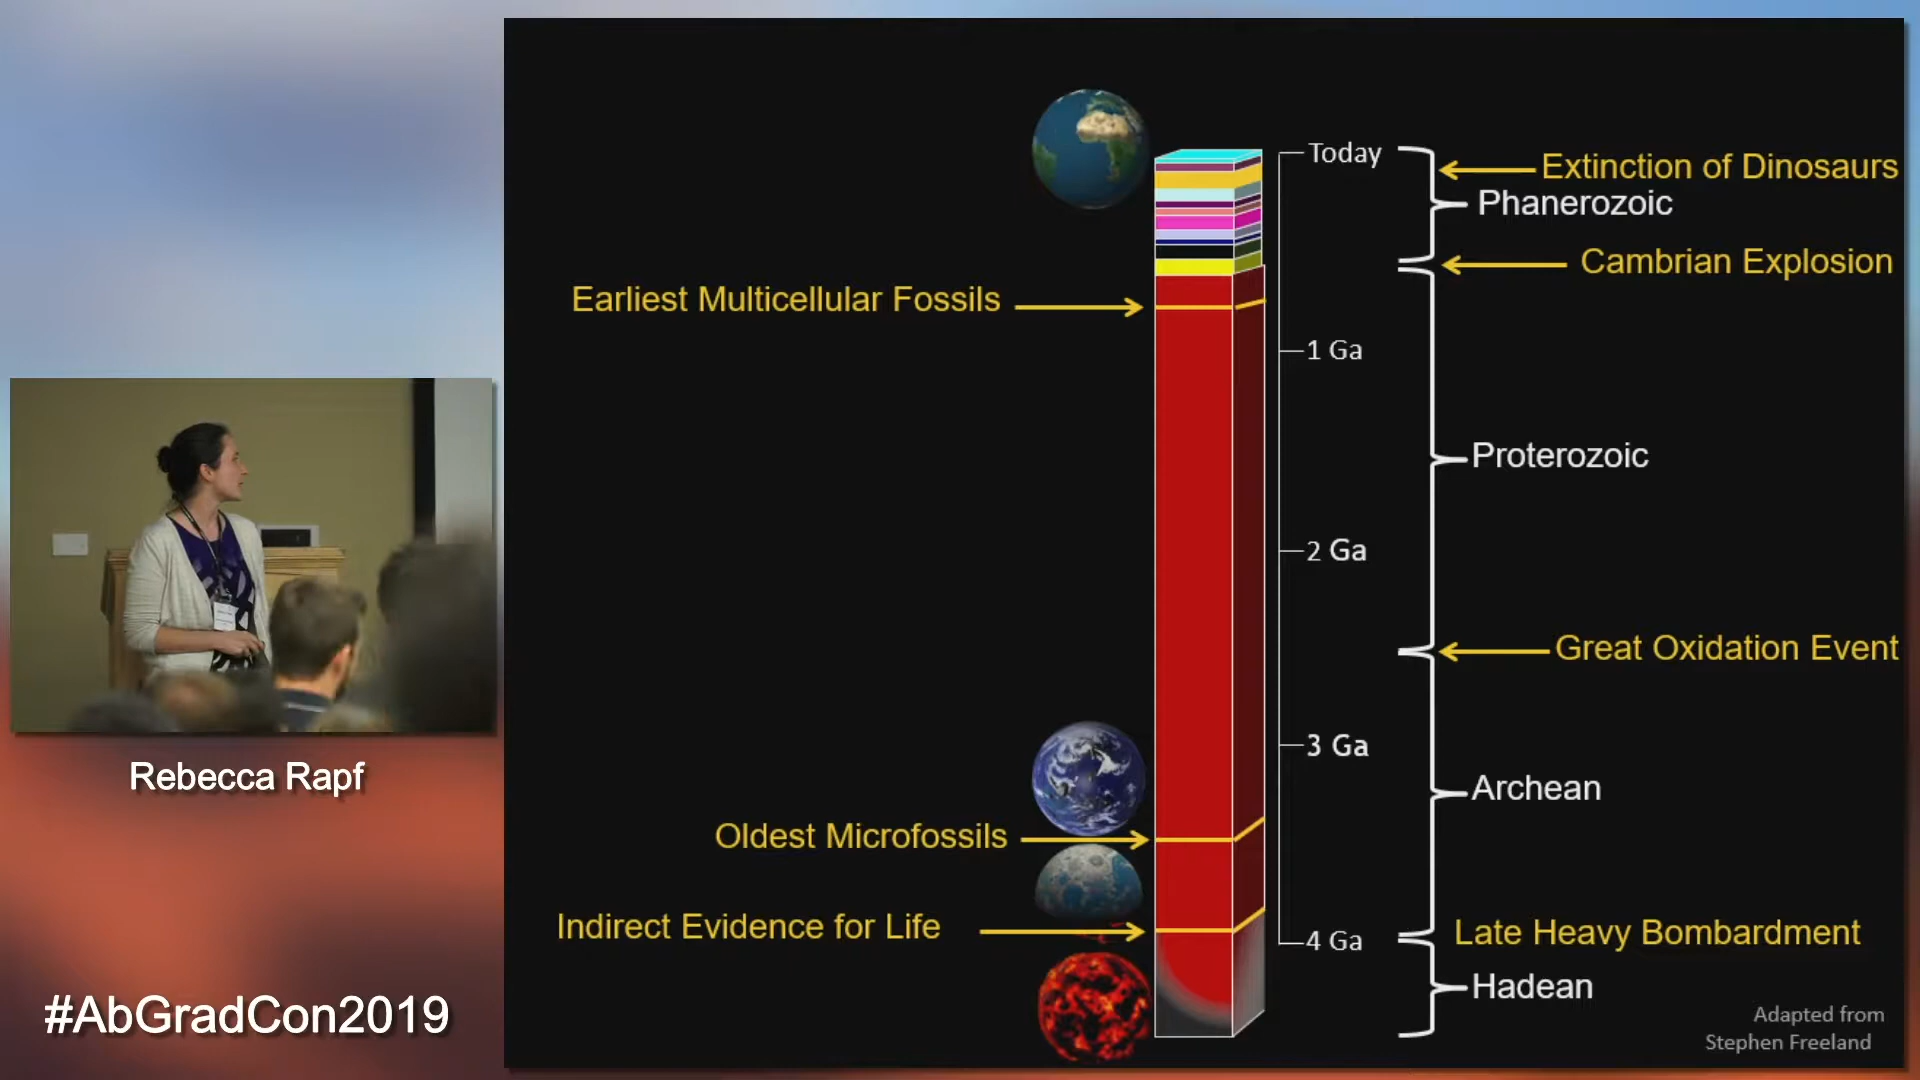 Today
Extinction of Dinosaurs
Phanerozoic
Cambrian Explosion
Earliest Multicellular Fossils
1 Ga
Proterozoic
2 Ga
Great Oxidation Event
3 Ga
Archean
Oldest Microfossils
Indirect Evidence for Life
Late Heavy Bombardment
4 Ga
Hadean
Adapted from
Stephen Freeland
Rebecca Rapf
#AbGradCon2019